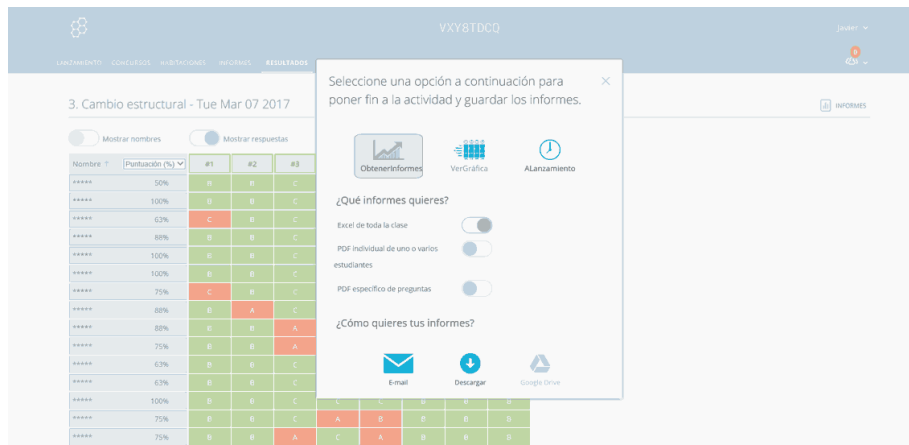 VXY8TDCQ
Javier
LANZAMIENTO CONCURSOS HABITACIONES INFORMES RESULTADOS
0
Seleccione una opción a continuación para
poner fin a la actividad y guardar los informes.
3. Cambio estructural - Tue Mar 07 2017
INFORMES
Mostrar nombres Mostrar respuestas
ObtenerInformes VerGráfica ALanzamiento
Nombre Puntuación (%) #1 #2 #3
***** 50% B B C
***** 100% B B C
***** 63% C B C
***** 88% B B C
***** 100% B B C
***** 100% B B C
***** 75% C B C
***** 88% B A C
***** 88% B B A
***** 75% B B A
***** 63% B B C
***** 63% B B C
***** 100% B B C C C B B B
***** 75% B B C A B B B B
***** 75% B B A C A B B B
¿Qué informes quieres?
Excel de toda la clase
PDF individual de uno o varios
estudiantes
PDF específico de preguntas
¿Cómo quieres tus informes?
E-mail Descargar Google Drive